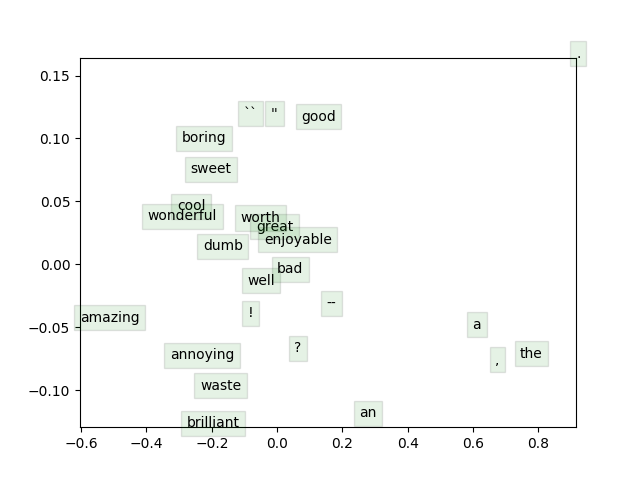 .
0.15
`` " good
0.10
boring
sweet
0.05
cool
wonderful worth
great
dumb enjoyable
0.00
bad
well
--
amazing ! a
−0.05
annoying ? , the
waste
−0.10
brilliant an
−0.6 −0.4 −0.2 0.0 0.2 0.4 0.6 0.8